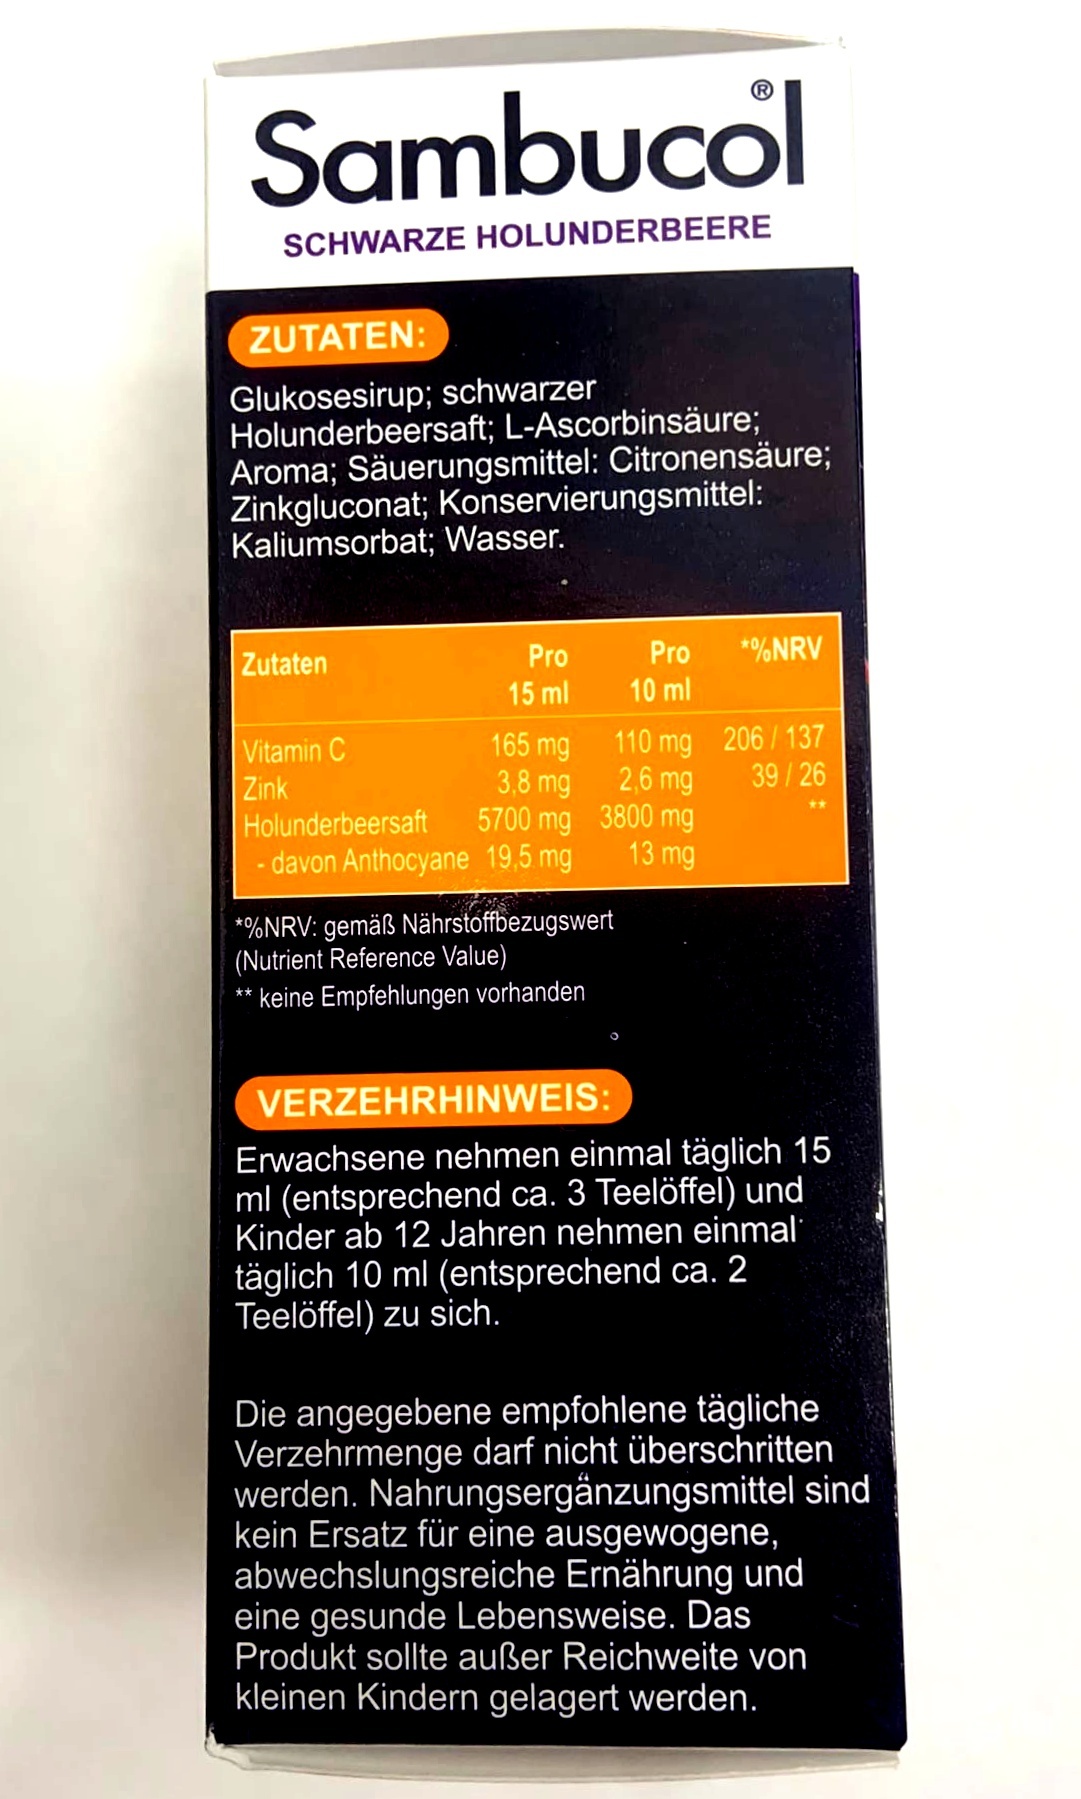 Sambucol®
SCHWARZE HOLUNDERBEERE
ZUTATEN:
Glukosesirup; schwarzer
Holunderbeersaft; L-Ascorbinsäure;
Aroma; Säuerungsmittel: Citronensäure;
Zinkgluconat; Konservierungsmittel:
Kaliumsorbat; Wasser.
Zutaten Pro 15 ml Pro 10 ml *%NRV
Vitamin C 165 mg 110 mg 206 / 137
Zink 3,8 mg 2,6 mg 39 / 26
Holunderbeersaft 5700 mg 3800 mg **
- davon Anthocyane 19,5 mg 13 mg
*%NRV: gemäß Nährstoffbezugswert
(Nutrient Reference Value)
** keine Empfehlungen vorhanden
VERZEHRHINWEIS:
Erwachsene nehmen einmal täglich 15
ml (entsprechend ca. 3 Teelöffel) und
Kinder ab 12 Jahren nehmen einmal
täglich 10 ml (entsprechend ca. 2
Teelöffel) zu sich.
Die angegebene empfohlene tägliche
Verzehrmenge darf nicht überschritten
werden. Nahrungsergänzungsmittel sind
kein Ersatz für eine ausgewogene,
abwechslungsreiche Ernährung und
eine gesunde Lebensweise. Das
Produkt sollte außer Reichweite von
kleinen Kindern gelagert werden.